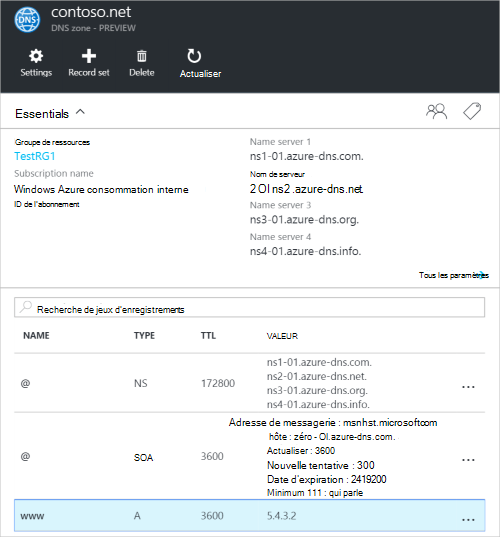 contoso.net
DNS
DNS zone - PREVIEW
Settings
Record set
Delete
Actualiser
Essentials
Groupe de ressources
TestRG1
Subscription name
Windows Azure consommation interne
ID de l'abonnement
Name server 1
ns1-01.azure-dns.com.
Nom de serveur
2 OI ns2 .azure-dns.net
Name server 3
ns3-01.azure-dns.org.
Name server 4
ns4-01.azure-dns.info.
Tous les paramètres
Recherche de jeux d'enregistrements
NAME TYPE TTL VALEUR
@ NS 172800
ns1-01.azure-dns.com.
ns2-01.azure-dns.net.
ns3-01.azure-dns.org.
ns4-01.azure-dns.info.
...
@ SOA 3600
Adresse de messagerie : msnhst.microsoftcom
hôte : zéro - OI.azure-dns.com.
Actualiser : 3600
Nouvelle tentative : 300
Date d'expiration : 2419200
Minimum 111 : qui parle
...
www A 3600 5.4.3.2 ...